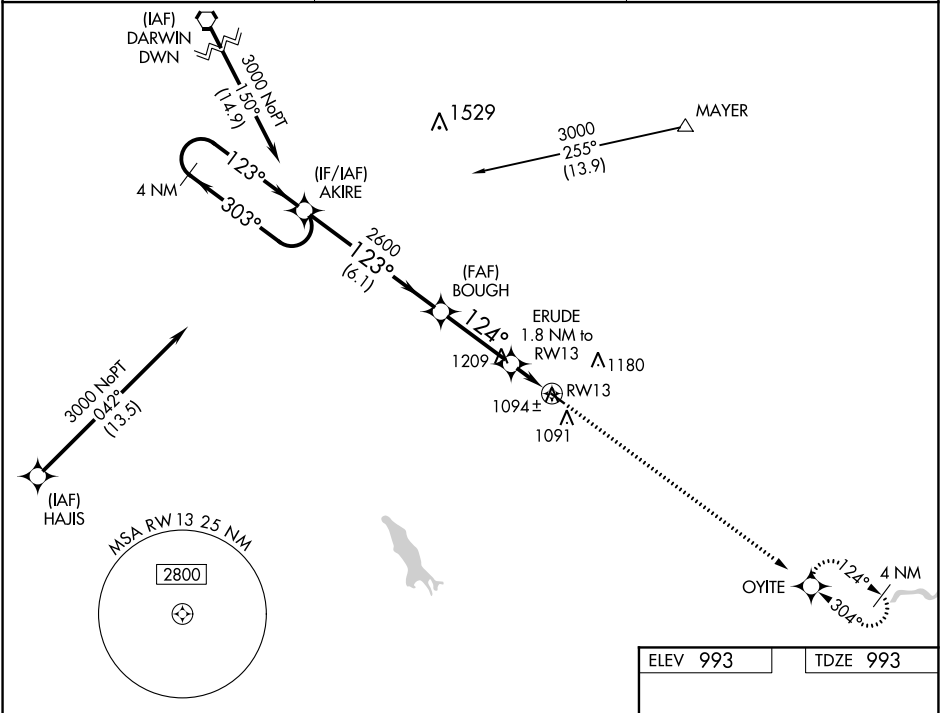 (IAF)
DARWIN
DWN
3000 NoPT
150°
(14.9)
1529
MAYER
3000
255°
(13.9)
123°
4 NM
303°
(IF/IAF)
AKIRE
2600
123°
(6.1)
(FAF)
BOUGH
124°
ERUDE
1.8 NM to
RW13
1209
1180
RW13
1094±
1091
3000 NoPT
042°
(13.5)
(IAF)
HAJIS
MSA RW 13 25 NM
2800
OYITE
124°
4 NM
304°
ELEV 993
TDZE 993